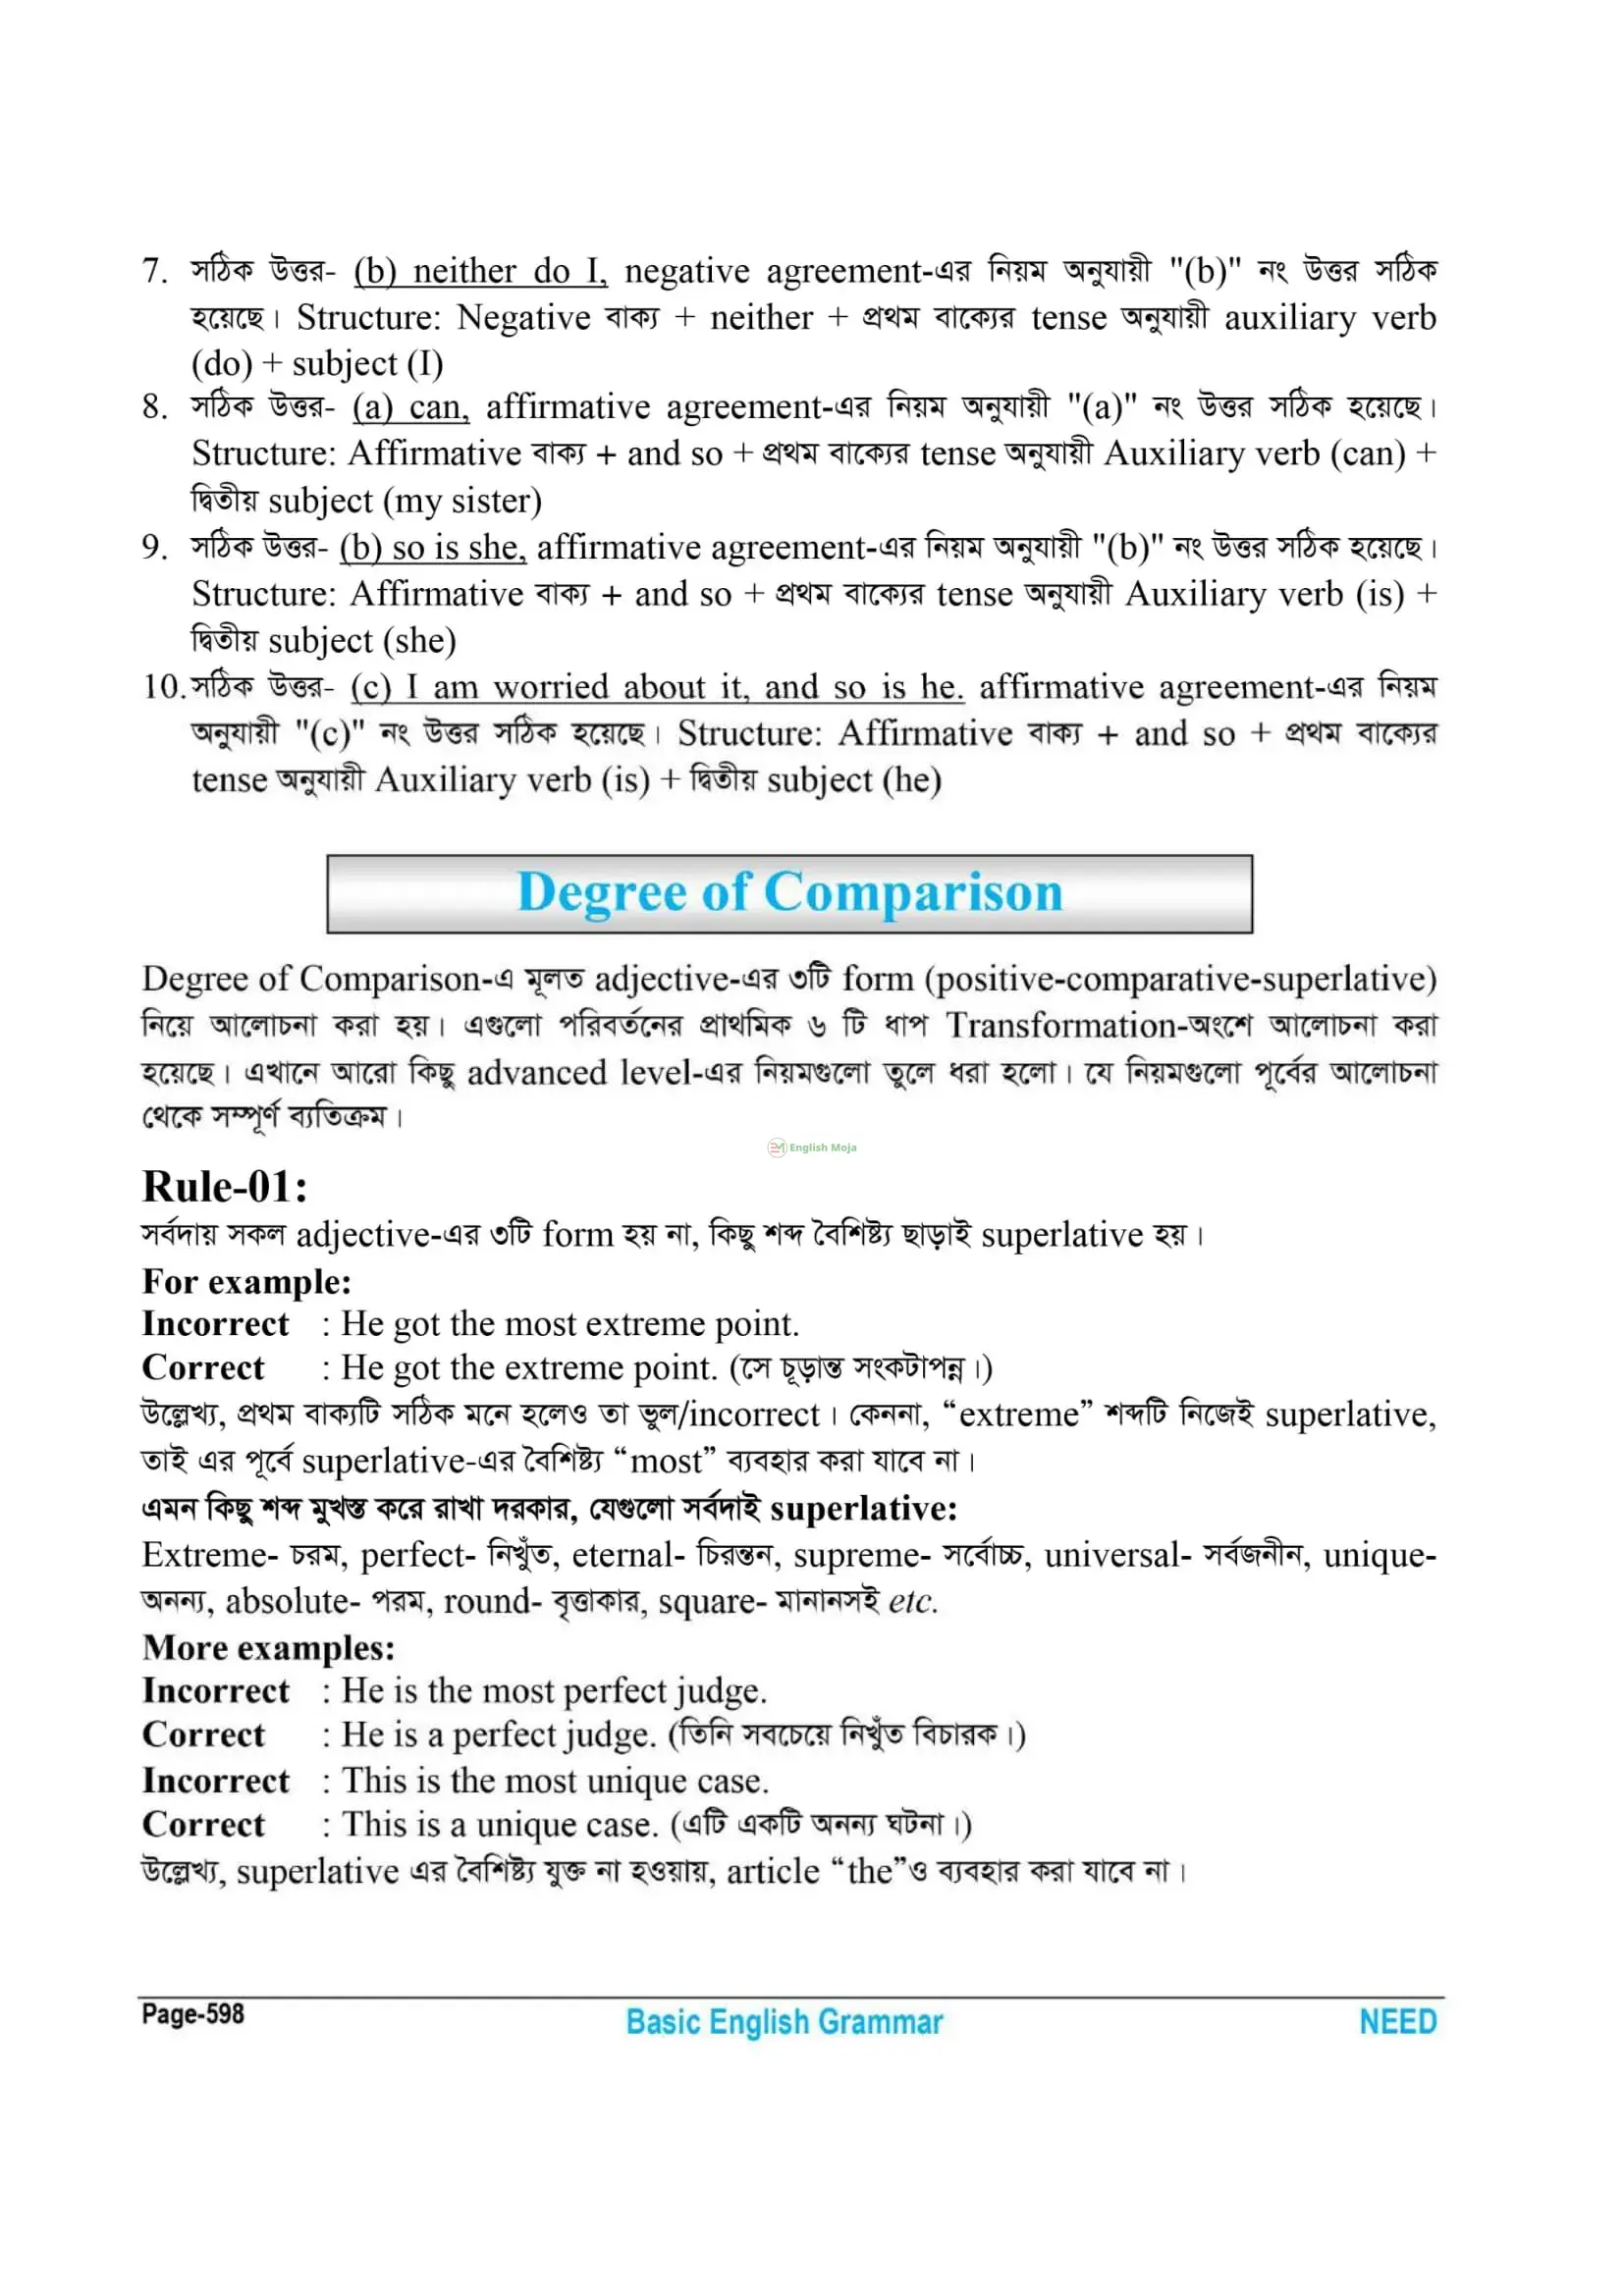 7. সঠিক উত্তর- (b) neither do I, negative agreement-এর নিয়ম অনুযায়ী "(b)" নং উত্তর সঠিক
হয়েছে। Structure: Negative বাক্য + neither + প্রথম বাক্যের tense অনুযায়ী auxiliary verb
(do) + subject (I)
8. সঠিক উত্তর- (a) can, affirmative agreement-এর নিয়ম অনুযায়ী "(a)" নং উত্তর সঠিক হয়েছে।
Structure: Affirmative বাক্য + and so + প্রথম বাক্যের tense অনুযায়ী Auxiliary verb (can) +
দ্বিতীয় subject (my sister)
9. সঠিক উত্তর- (b) so is she, affirmative agreement-এর নিয়ম অনুযায়ী "(b)" নং উত্তর সঠিক হয়েছে।
Structure: Affirmative বাক্য + and so + প্রথম বাক্যের tense অনুযায়ী Auxiliary verb (is) +
দ্বিতীয় subject (she)
10. সঠিক উত্তর- (c) I am worried about it, and so is he. affirmative agreement-এর নিয়ম
অনুযায়ী "(c)" নং উত্তর সঠিক হয়েছে। Structure: Affirmative বাক্য + and so + প্রথম বাক্যের
tense অনুযায়ী Auxiliary verb (is) + দ্বিতীয় subject (he)
Degree of Comparison
Degree of Comparison-এ মূলত adjective-এর ৩টি form (positive-comparative-superlative)
নিয়ে আলোচনা করা হয়। এগুলো পরিবর্তনের প্রাথমিক ৬ টি ধাপ Transformation-অংশে আলোচনা করা
হয়েছে। এখানে আরো কিছু advanced level-এর নিয়মগুলো তুলে ধরা হলো। যে নিয়মগুলো পূর্বের আলোচনা
থেকে সম্পূর্ণ ব্যতিক্রম।
English Moja
Rule-01:
সর্বদায় সকল adjective-এর ৩টি form হয় না, কিছু শব্দ বৈশিষ্ট্য ছাড়াই superlative হয়।
For example:
Incorrect : He got the most extreme point.
Correct : He got the extreme point. (সে চূড়ান্ত সংকটাপন্ন।)
উল্লেখ্য, প্রথম বাক্যটি সঠিক মনে হলেও তা ভুল/incorrect। কেননা, “extreme” শব্দটি নিজেই superlative,
তাই এর পূর্বে superlative-এর বৈশিষ্ট্য “most” ব্যবহার করা যাবে না।
এমন কিছু শব্দ মুখস্ত করে রাখা দরকার, যেগুলো সর্বদাই superlative:
Extreme- চরম, perfect- নিখুঁত, eternal- চিরন্তন, supreme- সর্বোচ্চ, universal- সর্বজনীন, unique-
অনন্য, absolute- পরম, round- বৃত্তাকার, square- মানানসই etc.
More examples:
Incorrect : He is the most perfect judge.
Correct : He is a perfect judge. (তিনি সবচেয়ে নিখুঁত বিচারক।)
Incorrect : This is the most unique case.
Correct : This is a unique case. (এটি একটি অনন্য ঘটনা।)
উল্লেখ্য, superlative এর বৈশিষ্ট্য যুক্ত না হওয়ায়, article “the”ও ব্যবহার করা যাবে না।
Page-598 Basic English Grammar NEED